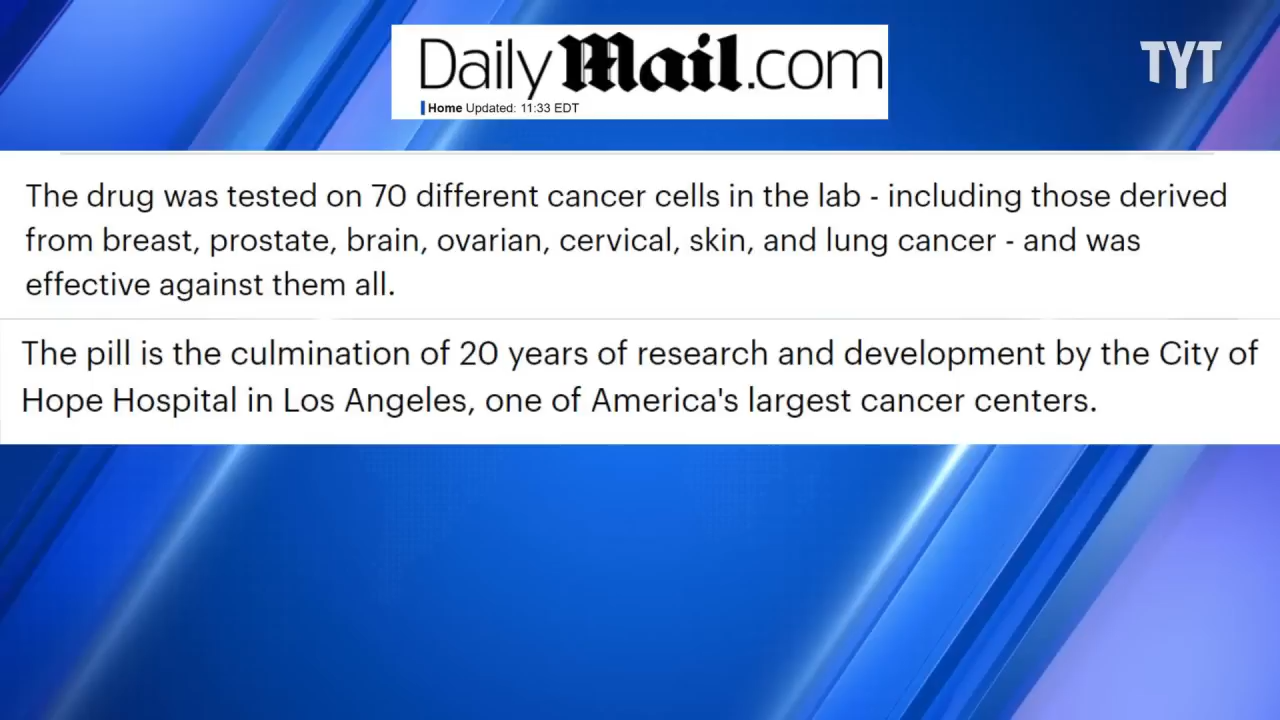 Daily Mail.com
TYT
Home Updated: 11:33 EDT
The drug was tested on 70 different cancer cells in the lab - including those derived
from breast, prostate, brain, ovarian, cervical, skin, and lung cancer - and was
effective against them all.
The pill is the culmination of 20 years of research and development by the City of
Hope Hospital in Los Angeles, one of America's largest cancer centers.